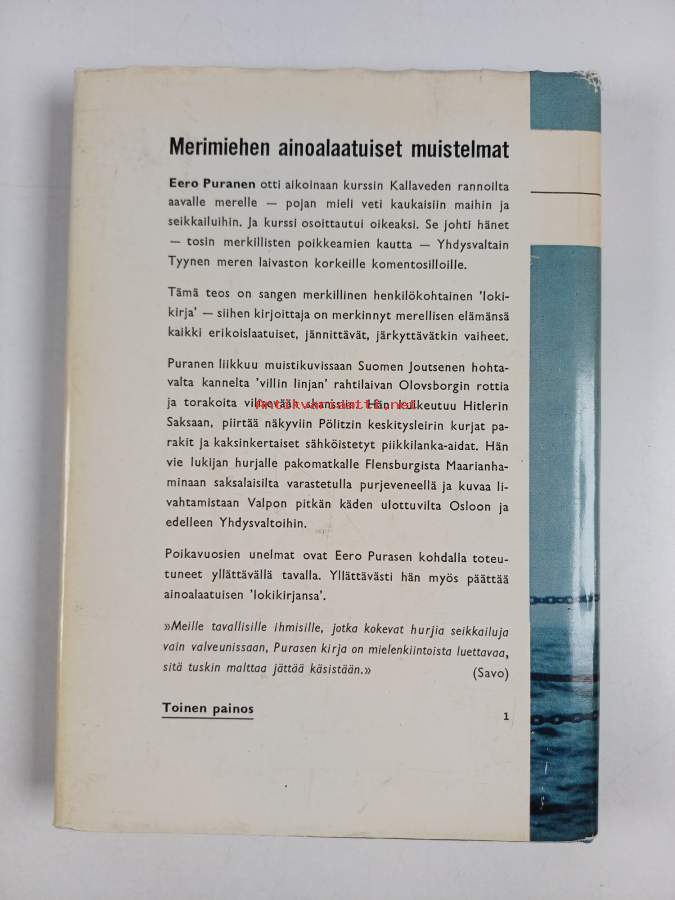 Merimiehen ainoalaatuiset muistelmat
Eero Puranen otti aikoinaan kurssin Kallaveden rannoilta
aavalle merelle — pojan mieli veti kaukaisiin maihin ja
seikkailuihin. Ja kurssi osoittautui oikeaksi. Se johti hänet
— tosin merkillisten poikkeamien kautta — Yhdysvaltain
Tyynen meren laivaston korkeille komentosilloille.
Tämä teos on sangen merkillinen henkilökohtainen 'loki-
kirja' — siihen kirjoittaja on merkinnyt merellisen elämänsä
kaikki erikoislaatuiset, jännittävät, järkyttävätkin vaiheet.
Puranen liikkuu muistikuvissaan Suomen Joutsenen hohta-
valta kannelta 'villin linjan' rahtilaivan Olovsborgin rottia
ja torakoita vilisevään skanssiin. Hän kulkeutuu Hitlerin
Antikvariaatti.net
Saksaan, piirtää näkyviin Pölitzin keskitysleirin kurjat pa-
rakit ja kaksinkertaiset sähköistetyt piikkilanka-aidat. Hän
vie lukijan hurjalle pakomatkalle Flensburgista Maarianha-
minaan saksalaisilta varastetulla purjeveneellä ja kuvaa li-
vahtamistaan Valpon pitkän käden ulottuvilta Osloon ja
edelleen Yhdysvaltoihin.
Poikavuosien unelmat ovat Eero Purasen kohdalla toteu-
tuneet yllättävällä tavalla. Yllättävästi hän myös päättää
ainoalaatuisen 'lokikirjansa'.
»Meille tavallisille ihmisille, jotka kokevat hurjia seikkailuja
vain valveunissaan, Purasen kirja on mielenkiintoista luettavaa,
sitä tuskin malttaa jättää käsistään.» (Savo)
Toinen painos 1